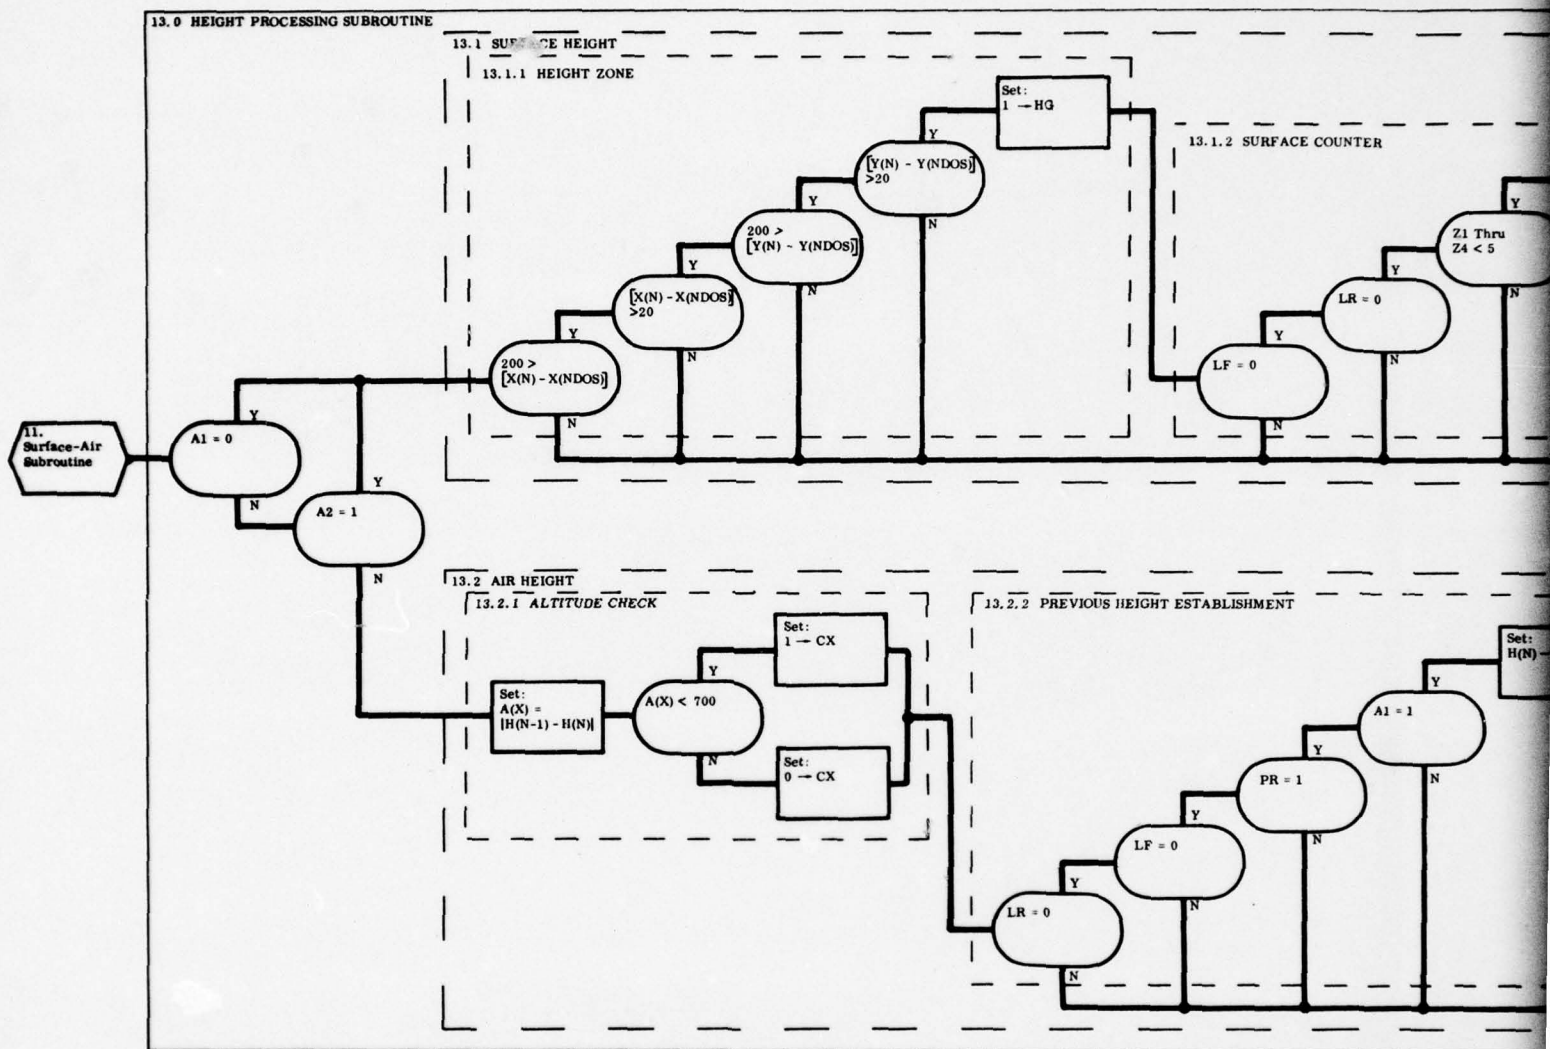 13.0 HEIGHT PROCESSING SUBROUTINE
13.1 HEIGHT
13.1.1 HEIGHT ZONE
Set:
1 → HG
[Y(N) - Y(NDOS)]
>20
Y
N
200 >
[Y(N) - Y(NDOS)]
Y
N
[X(N) - X(NDOS)]
>20
Y
N
200 >
[X(N) - X(NDOS)]
Y
N
13.1.2 SURFACE COUNTER
Z1 Thru
Z4 < 5
Y
N
LR = 0
Y
N
LF = 0
Y
N
11.
Surface-Air
Subroutine
A1 = 0
Y
N
A2 = 1
Y
N
13.2 AIR HEIGHT
13.2.1 ALTITUDE CHECK
Set:
A(X) =
|H(N-1) - H(N)|
A(X) < 700
Y
N
Set:
1 → CX
Set:
0 → CX
13.2.2 PREVIOUS HEIGHT ESTABLISHMENT
Set:
H(N) →
A1 = 1
Y
N
PR = 1
Y
N
LF = 0
Y
N
LR = 0
Y
N